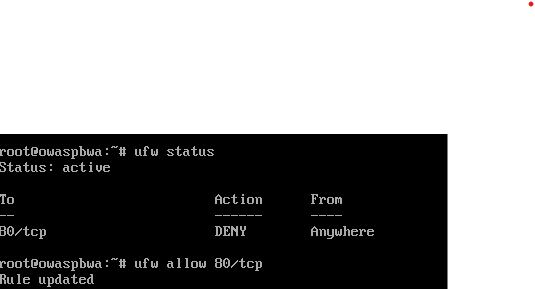 root@owaspbwa:~# ufw status
Status: active
To Action From
-- ------ ----
80/tcp DENY Anywhere
root@owaspbwa:~# ufw allow 80/tcp
Rule updated